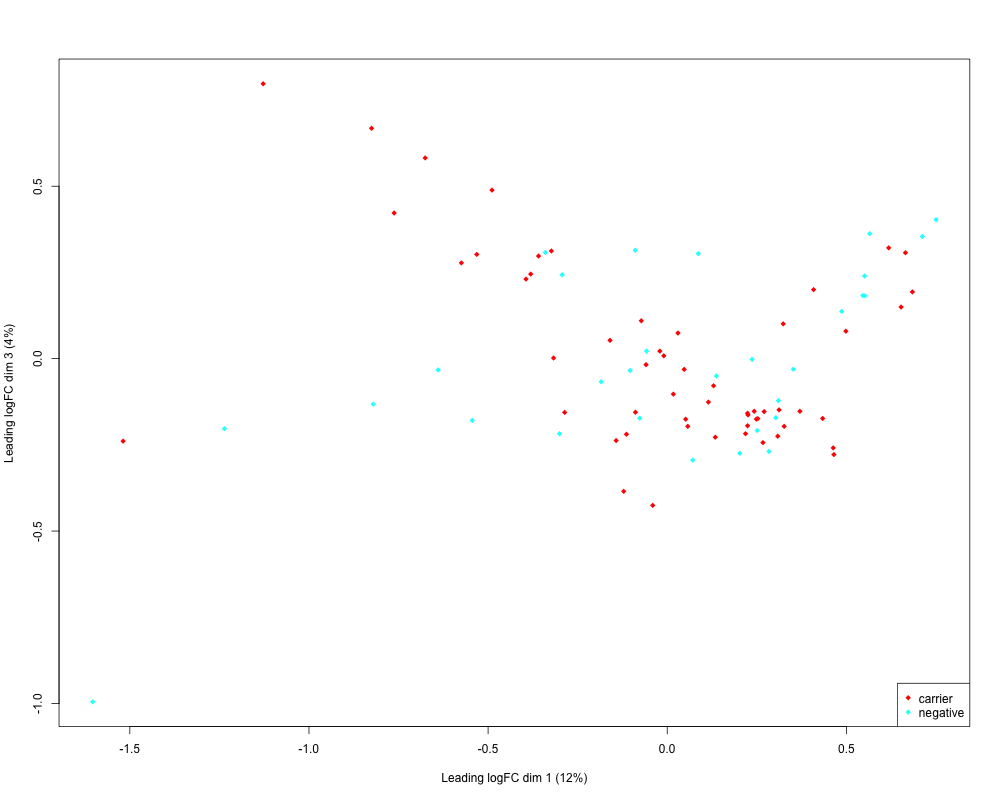 0.5
0.0
-0.5
-1.0
Leading logFC dim 3 (4%)
carrier
negative
-1.5 -1.0 -0.5 0.0 0.5
Leading logFC dim 1 (12%)